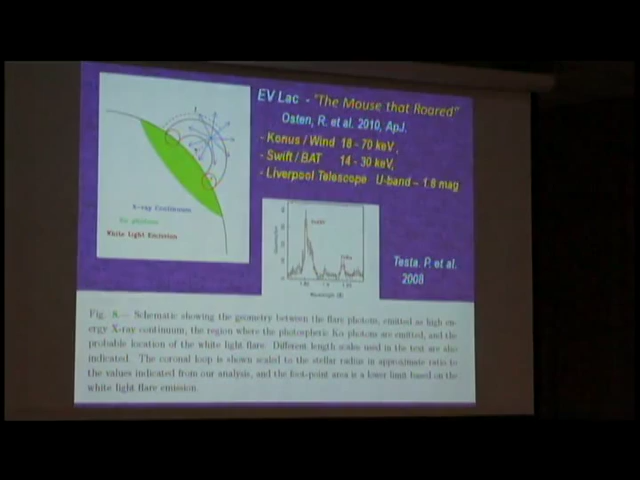 EV Lac - "The Mouse that Roared"
Osten, R. et al. 2010, ApJ.
- Konus/Wind 18 - 70 keV,
- Swift / BAT 14 - 30 keV,
- Liverpool Telescope U-band ~ 1.8 mag
X-ray Continuum
Kα photons
White Light Emission
Testa, P. et al.
2008
Fig. 8.— Schematic showing the geometry between the flare photons, emitted as high en-
ergy X-ray continuum, the region where the photospheric Kα photons are emitted, and the
probable location of the white light flare. Different length scales used in the text are also
indicated. The coronal loop is shown scaled to the stellar radius in approximate ratio to
the values indicated from our analysis, and the foot-point area is a lower limit based on the
white light flare emission.